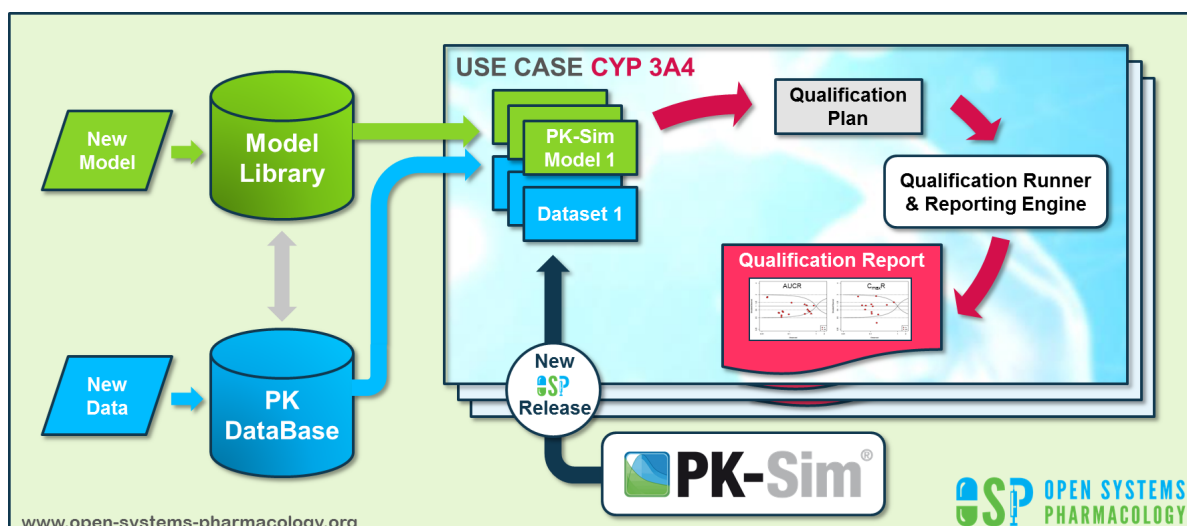 USE CASE CYP 3A4
New
Model
Model
Library
PK-Sim
Model 1
Dataset 1
Qualification
Plan
Qualification Runner
& Reporting Engine
Qualification Report
AUCR
CmaxR
New
Data
PK
DataBase
New
OSP
Release
PK-Sim®
OSP
OPEN SYSTEMS
PHARMACOLOGY
www.open-systems-pharmacology.org